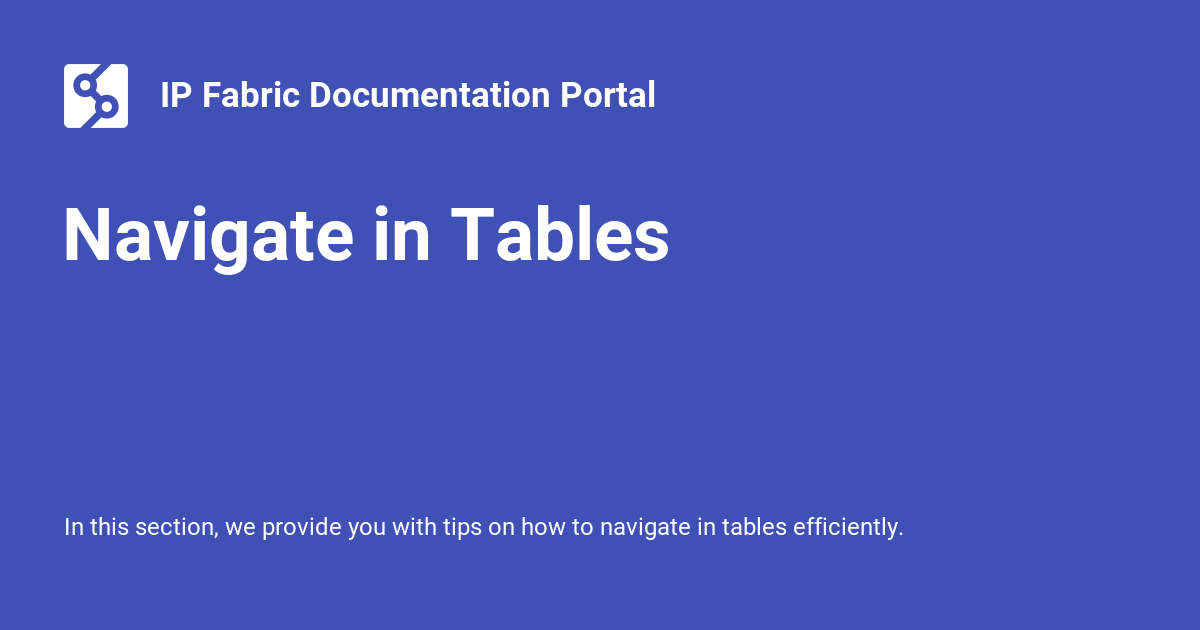 IP Fabric Documentation Portal
Navigate in Tables
In this section, we provide you with tips on how to navigate in tables efficiently.